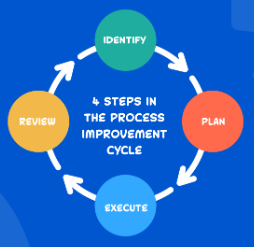 IDENTIFY
4 STEPS IN
THE PROCESS
IMPROVEMENT
CYCLE
PLAN
EXECUTE
REVIEW